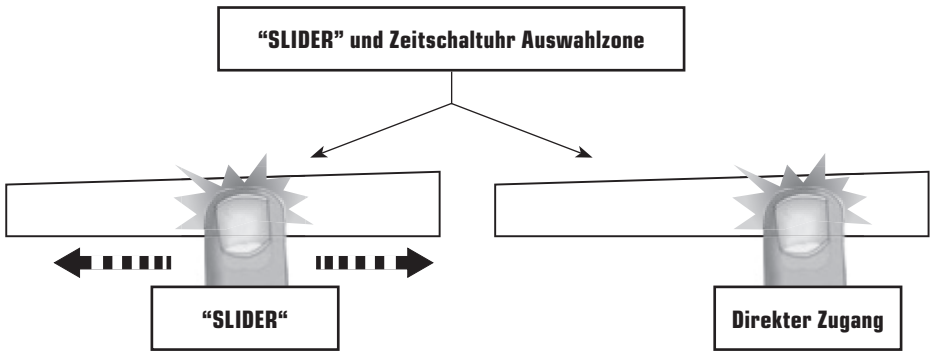 “SLIDER” und Zeitschaltuhr Auswahlzone
“SLIDER“
Direkter Zugang